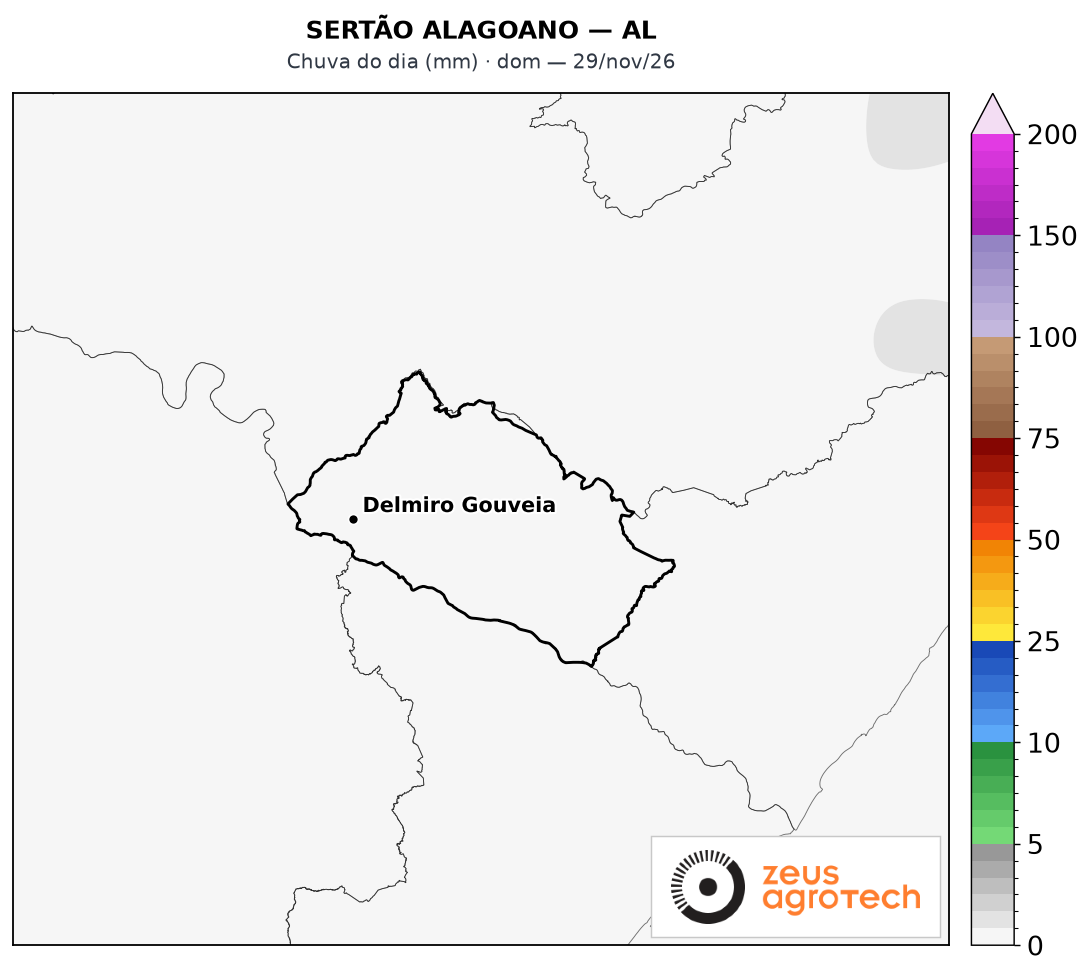 SERTÃO ALAGOANO — AL
Chuva do dia (mm) · dom — 29/nov/26
200
150
100
75
50
25
10
5
0
Delmiro Gouveia
zeus
agrotech